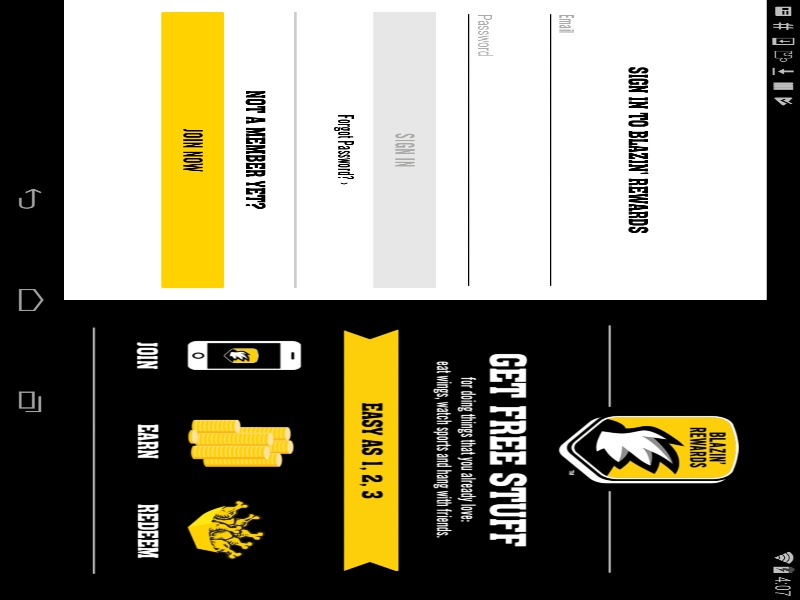 4:07
SIGN IN TO BLAZIN' REWARDS
Email
Password
SIGN IN
Forgot Password? ›
NOT A MEMBER YET?
JOIN NOW
BLAZIN'
REWARDS
TM
GET FREE STUFF
for doing things that you already love:
eat wings, watch sports and hang with friends.
EASY AS 1, 2, 3
JOIN
EARN
REDEEM